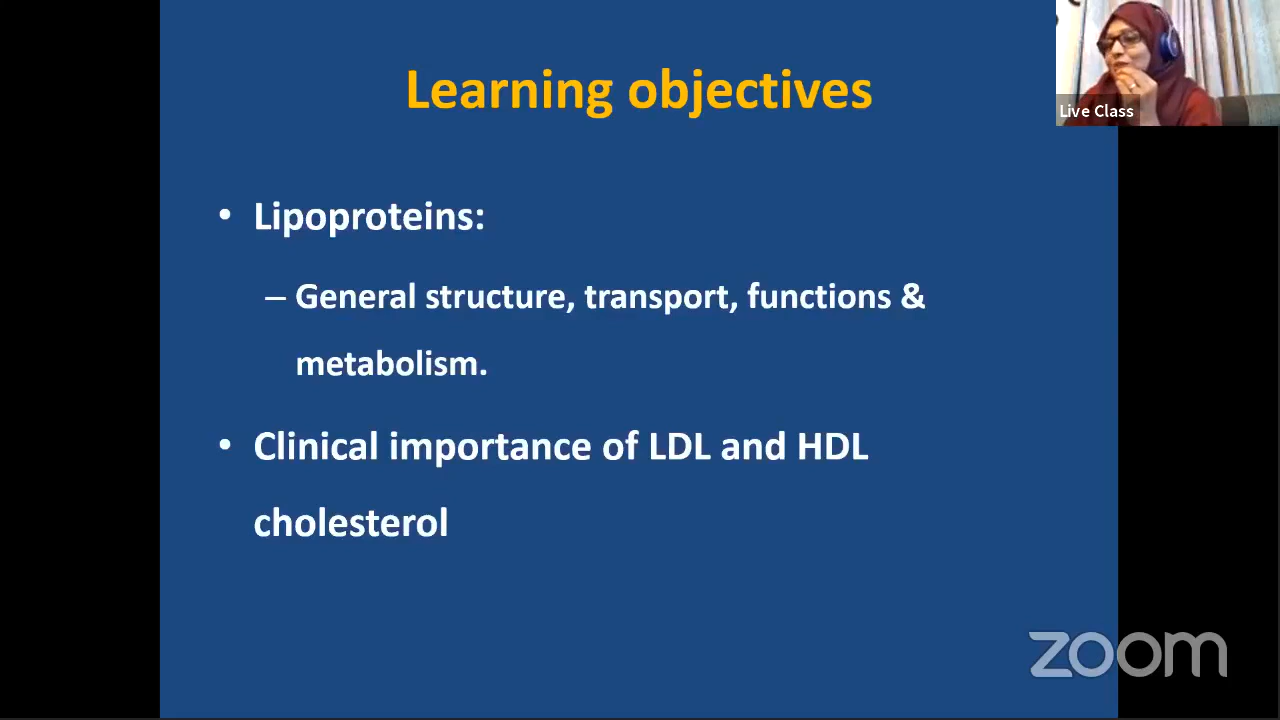 Learning objectives
Live Class
• Lipoproteins:
– General structure, transport, functions &
metabolism.
• Clinical importance of LDL and HDL
cholesterol
zoom